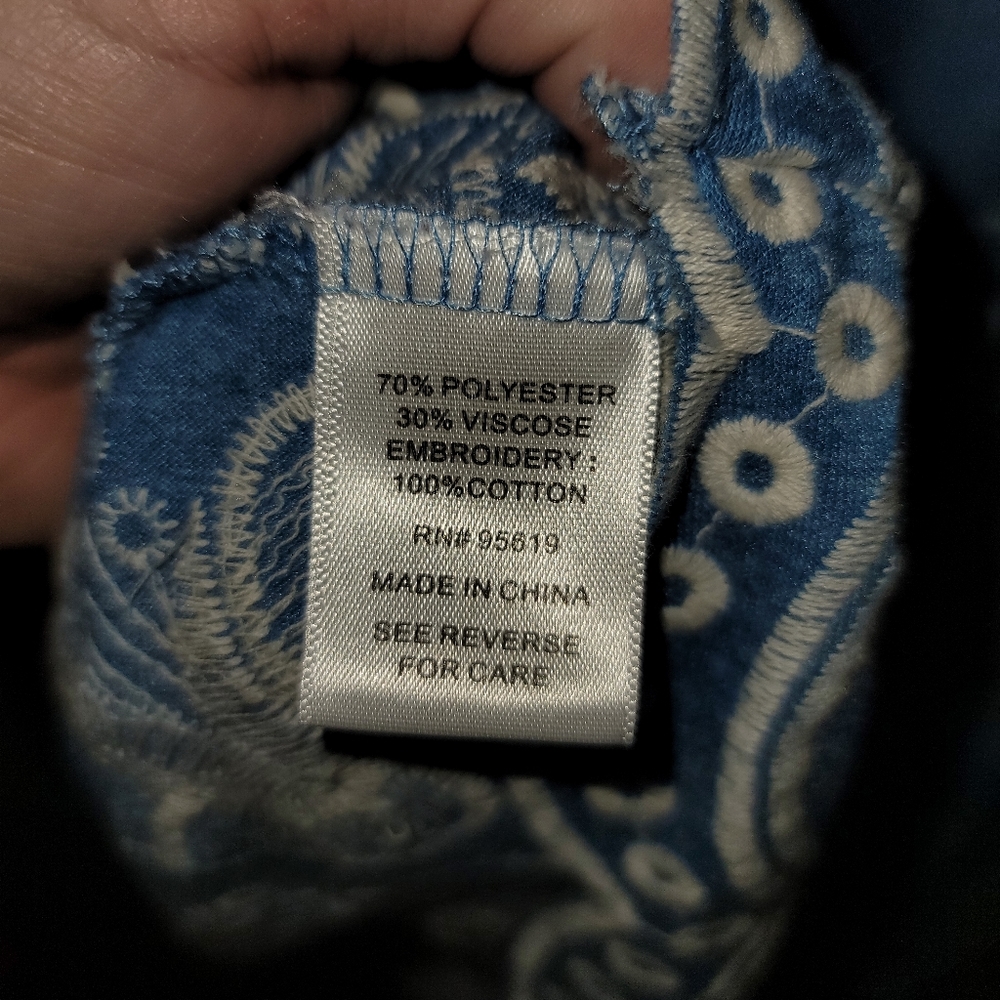 70% POLYESTER
30% VISCOSE
EMBROIDERY :
100%COTTON
RN# 95619
MADE IN CHINA
SEE REVERSE
FOR CARE